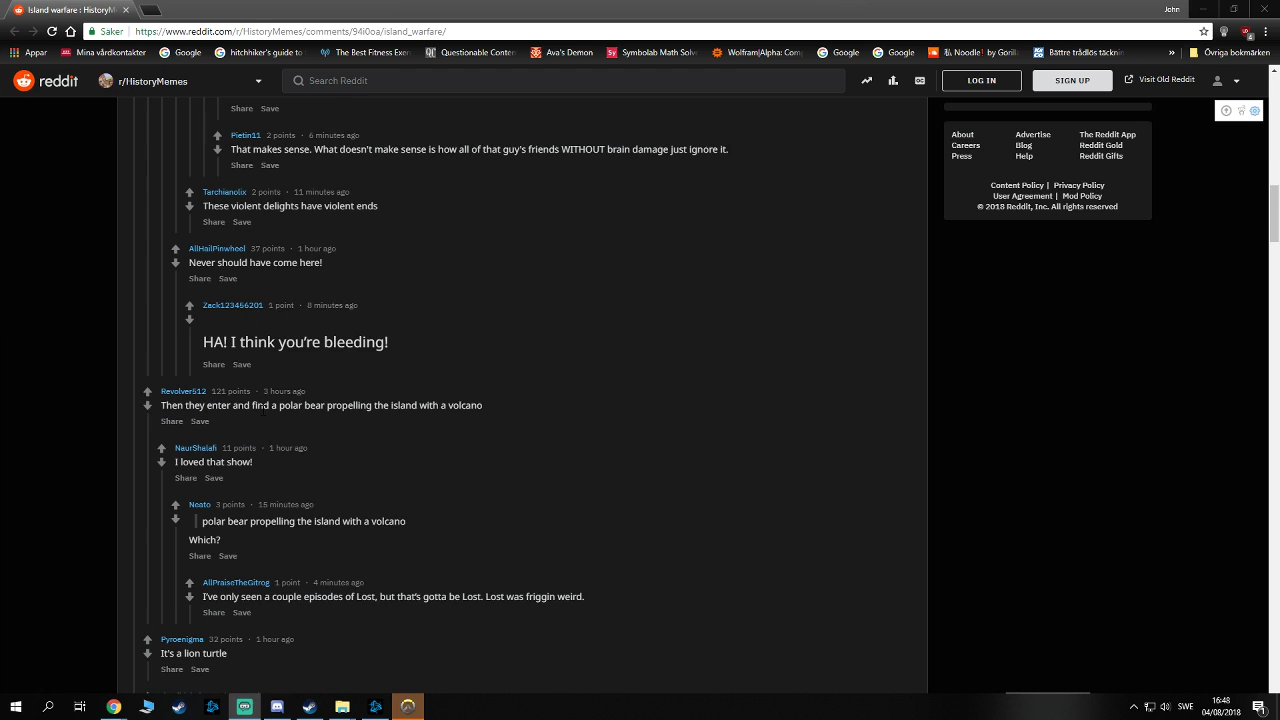 Island warfare : HistoryMemes
John
Säker https://www.reddit.com/r/HistoryMemes/comments/94i0oa/island_warfare/
Appar Mina vårdkontakter Google hitchhiker's guide to The Best Fitness Exer Questionable Conten Ava's Demon Symbolab Math Solv Wolfram|Alpha: Comp Google Google Noodle! by Goril Bättre trådlös täcknin » Övriga bokmärken
reddit r/HistoryMemes Search Reddit LOG IN SIGN UP Visit Old Reddit
Share Save
Pietin11 2 points · 6 minutes ago
That makes sense. What doesn't make sense is how all of that guy's friends WITHOUT brain damage just ignore it.
Share Save
Tarchianolix 2 points · 11 minutes ago
These violent delights have violent ends
Share Save
AllHailPinwheel 37 points · 1 hour ago
Never should have come here!
Share Save
Zack123456201 1 point · 8 minutes ago
HA! I think you're bleeding!
Share Save
Revolver512 121 points · 3 hours ago
Then they enter and find a polar bear propelling the island with a volcano
Share Save
NaurShalafi 11 points · 1 hour ago
I loved that show!
Share Save
Neato 3 points · 15 minutes ago
polar bear propelling the island with a volcano
Which?
Share Save
AllPraiseTheGitrog 1 point · 4 minutes ago
I've only seen a couple episodes of Lost, but that's gotta be Lost. Lost was friggin weird.
Share Save
Pyroenigma 32 points · 1 hour ago
It's a lion turtle
Share Save
About Advertise The Reddit App
Careers Blog Reddit Gold
Press Help Reddit Gifts
Content Policy | Privacy Policy
User Agreement | Mod Policy
© 2018 Reddit, Inc. All rights reserved
SWE
16:48
04/08/2018